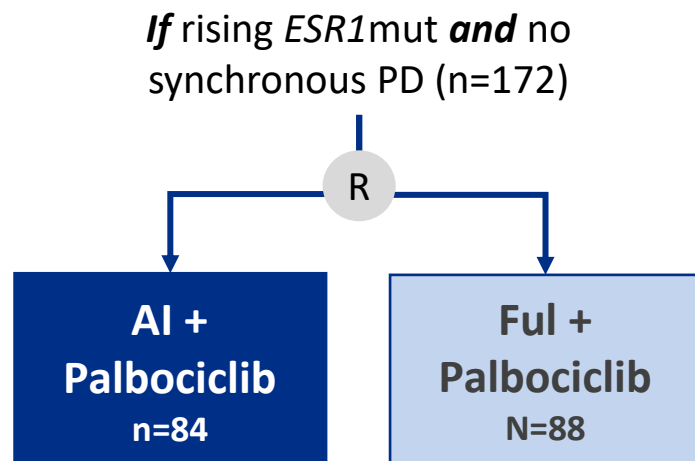 If rising ESR1mut and no
synchronous PD (n=172)
R
AI +
Palbociclib
n=84
Ful +
Palbociclib
N=88